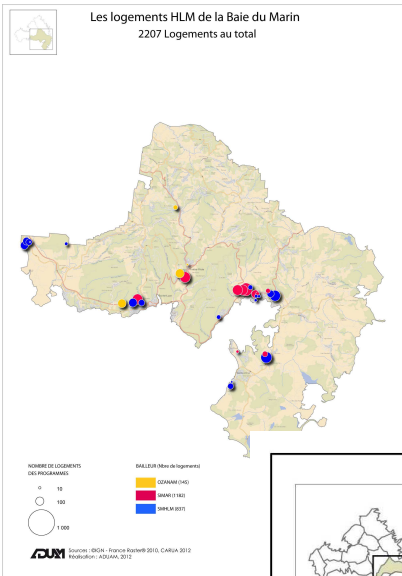 Les logements HLM de la Baie du Marin
2207 Logements au total
NOMBRE DE LOGEMENTS
DES PROGRAMMES
10
100
1 000
BAILLEUR (Nbre de logements)
OZANAM (145)
SIMAR (1182)
SMHLM (837)
ADUAM
Sources : ©IGN - France Raster® 2010, CARUA 2012
Réalisation : ADUAM, 2012